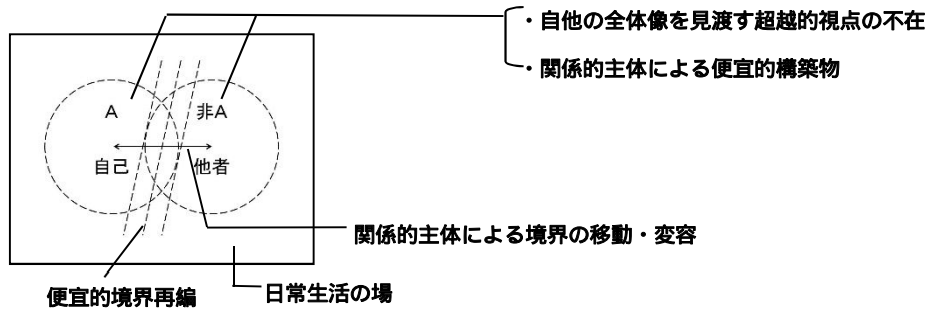 ・自他の全体像を見渡す超越的視点の不在
・関係的主体による便宜的構築物
A 非A
自己 他者
関係的主体による境界の移動・変容
便宜的境界再編
日常生活の場